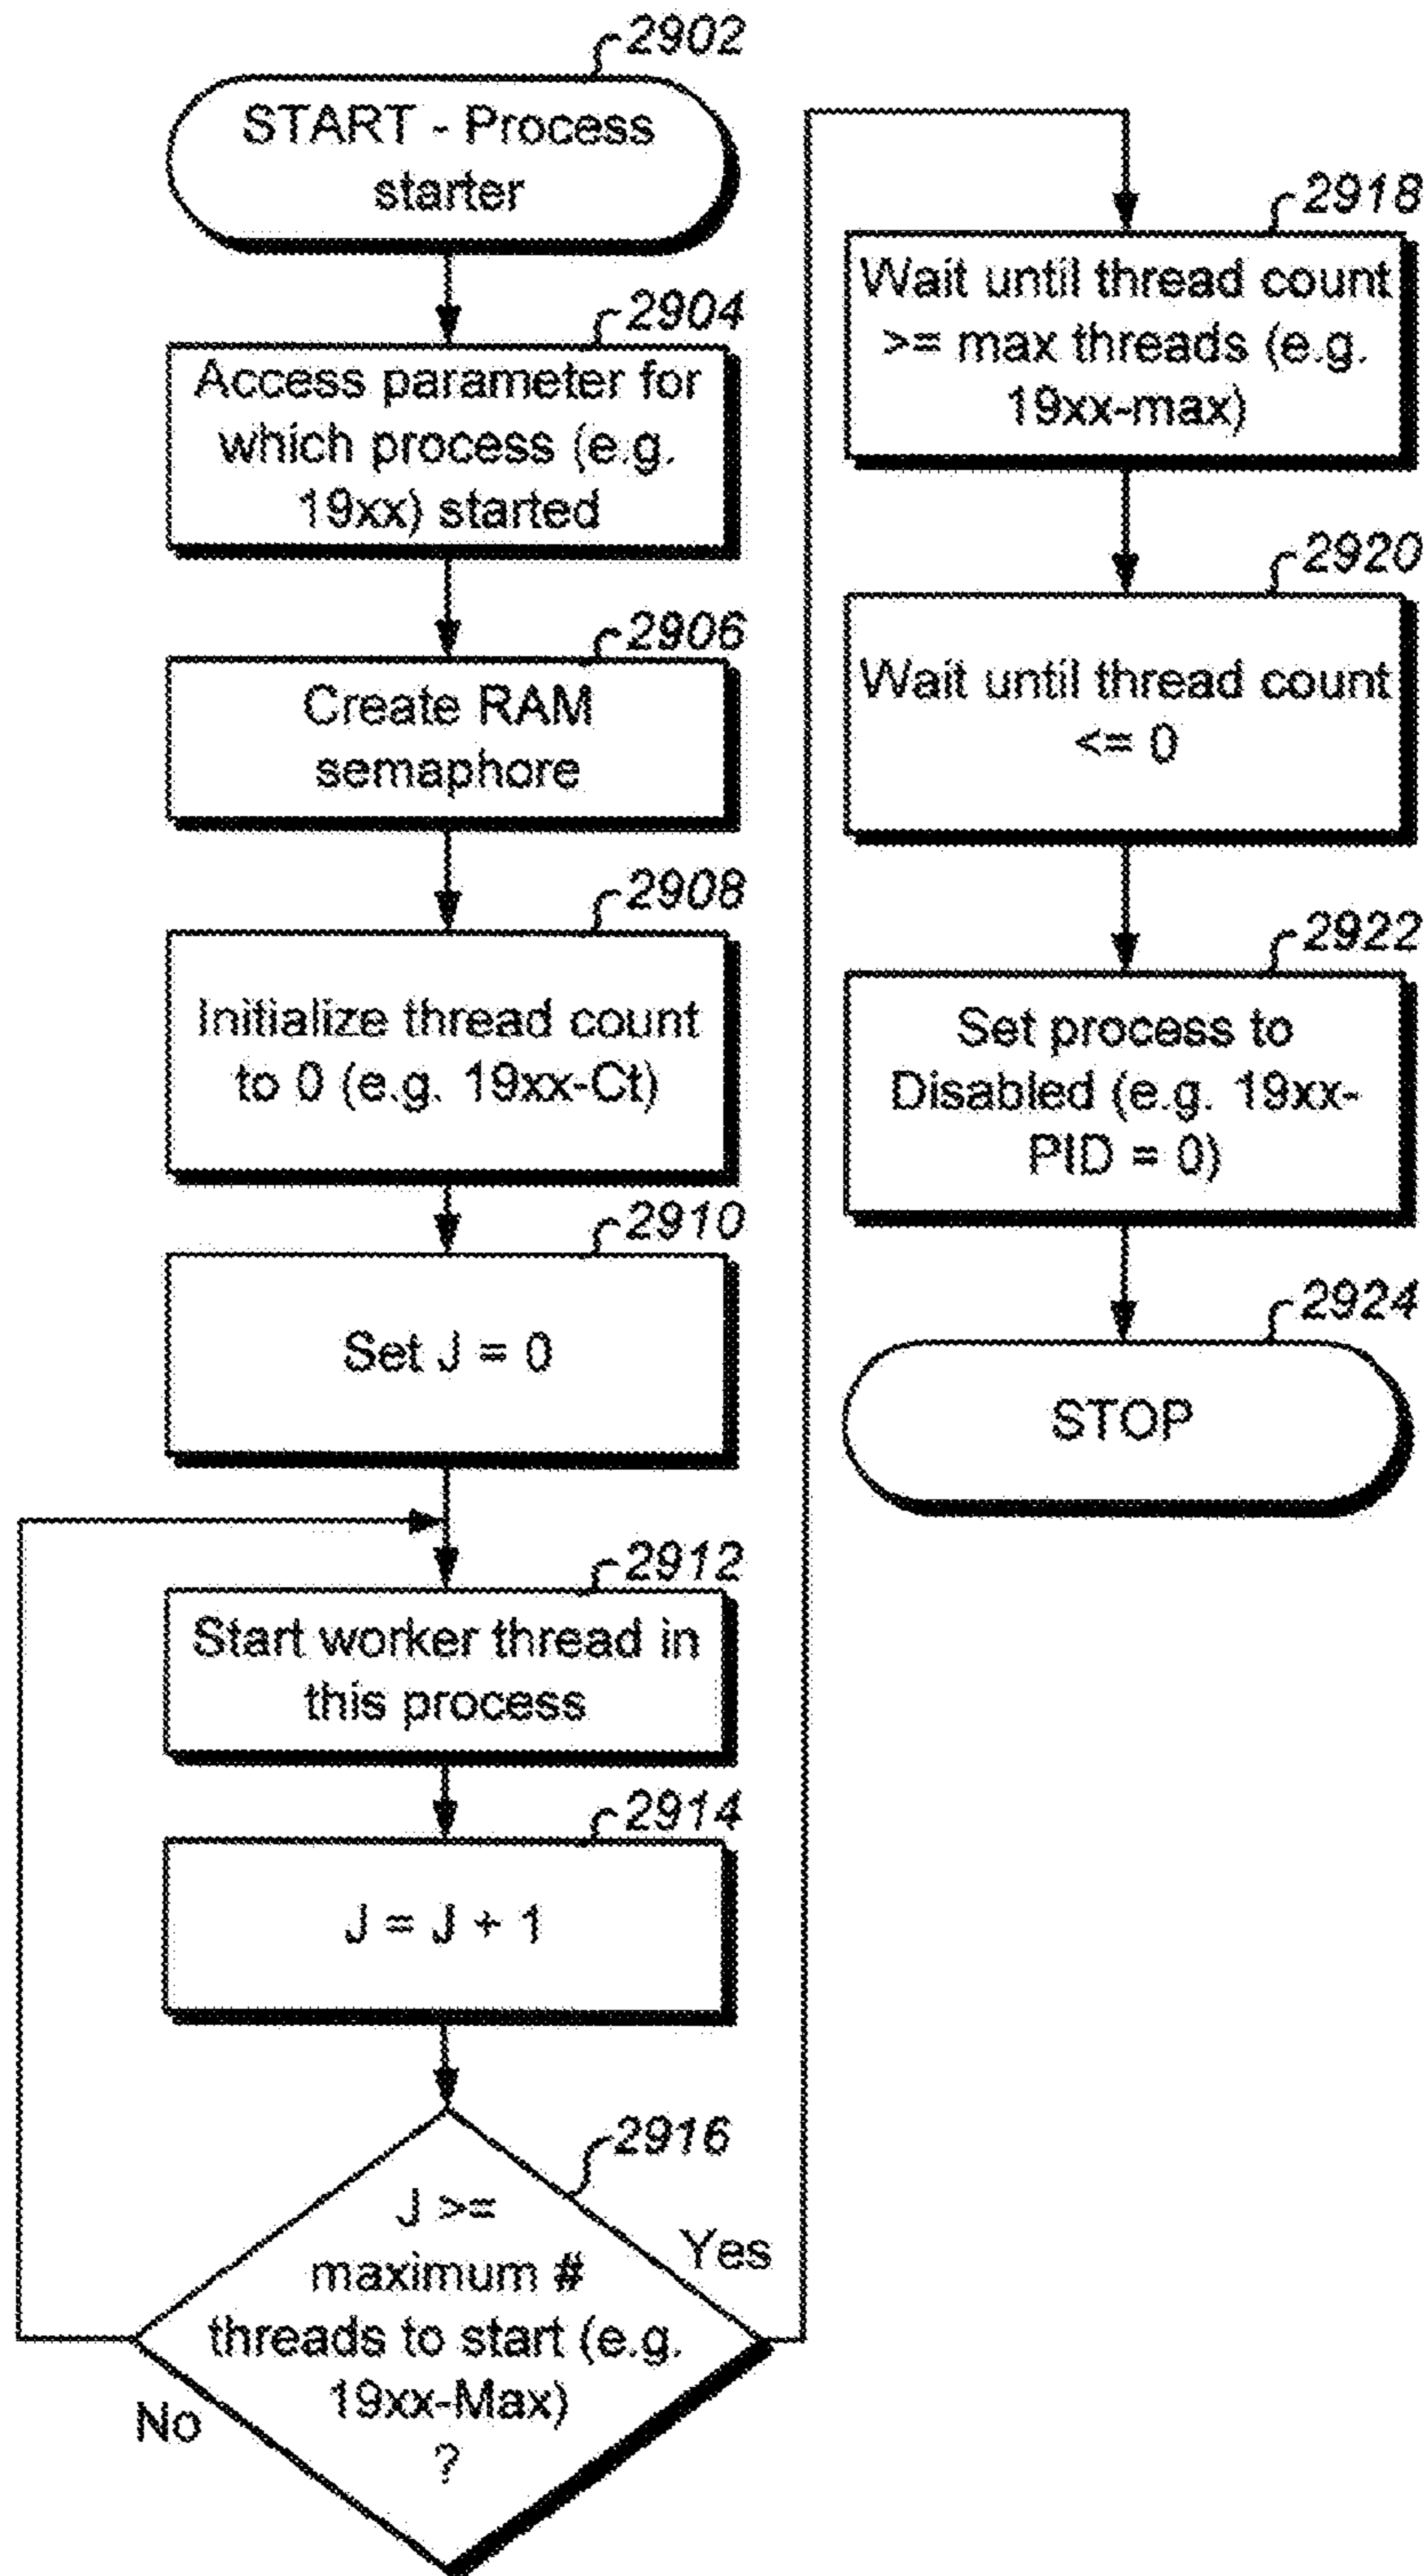 2902
START - Process
starter
2904
Access parameter for
which process (e.g.
19xx) started
2906
Create RAM
semaphore
2908
Initialize thread count
to 0 (e.g. 19xx-Ct)
2910
Set J = 0
2912
Start worker thread in
this process
2914
J = J + 1
2916
J >=
maximum #
threads to start (e.g.
19xx-Max)
?
Yes
No
2918
Wait until thread count
>= max threads (e.g.
19xx-max)
2920
Wait until thread count
<= 0
2922
Set process to
Disabled (e.g. 19xx-
PID = 0)
2924
STOP